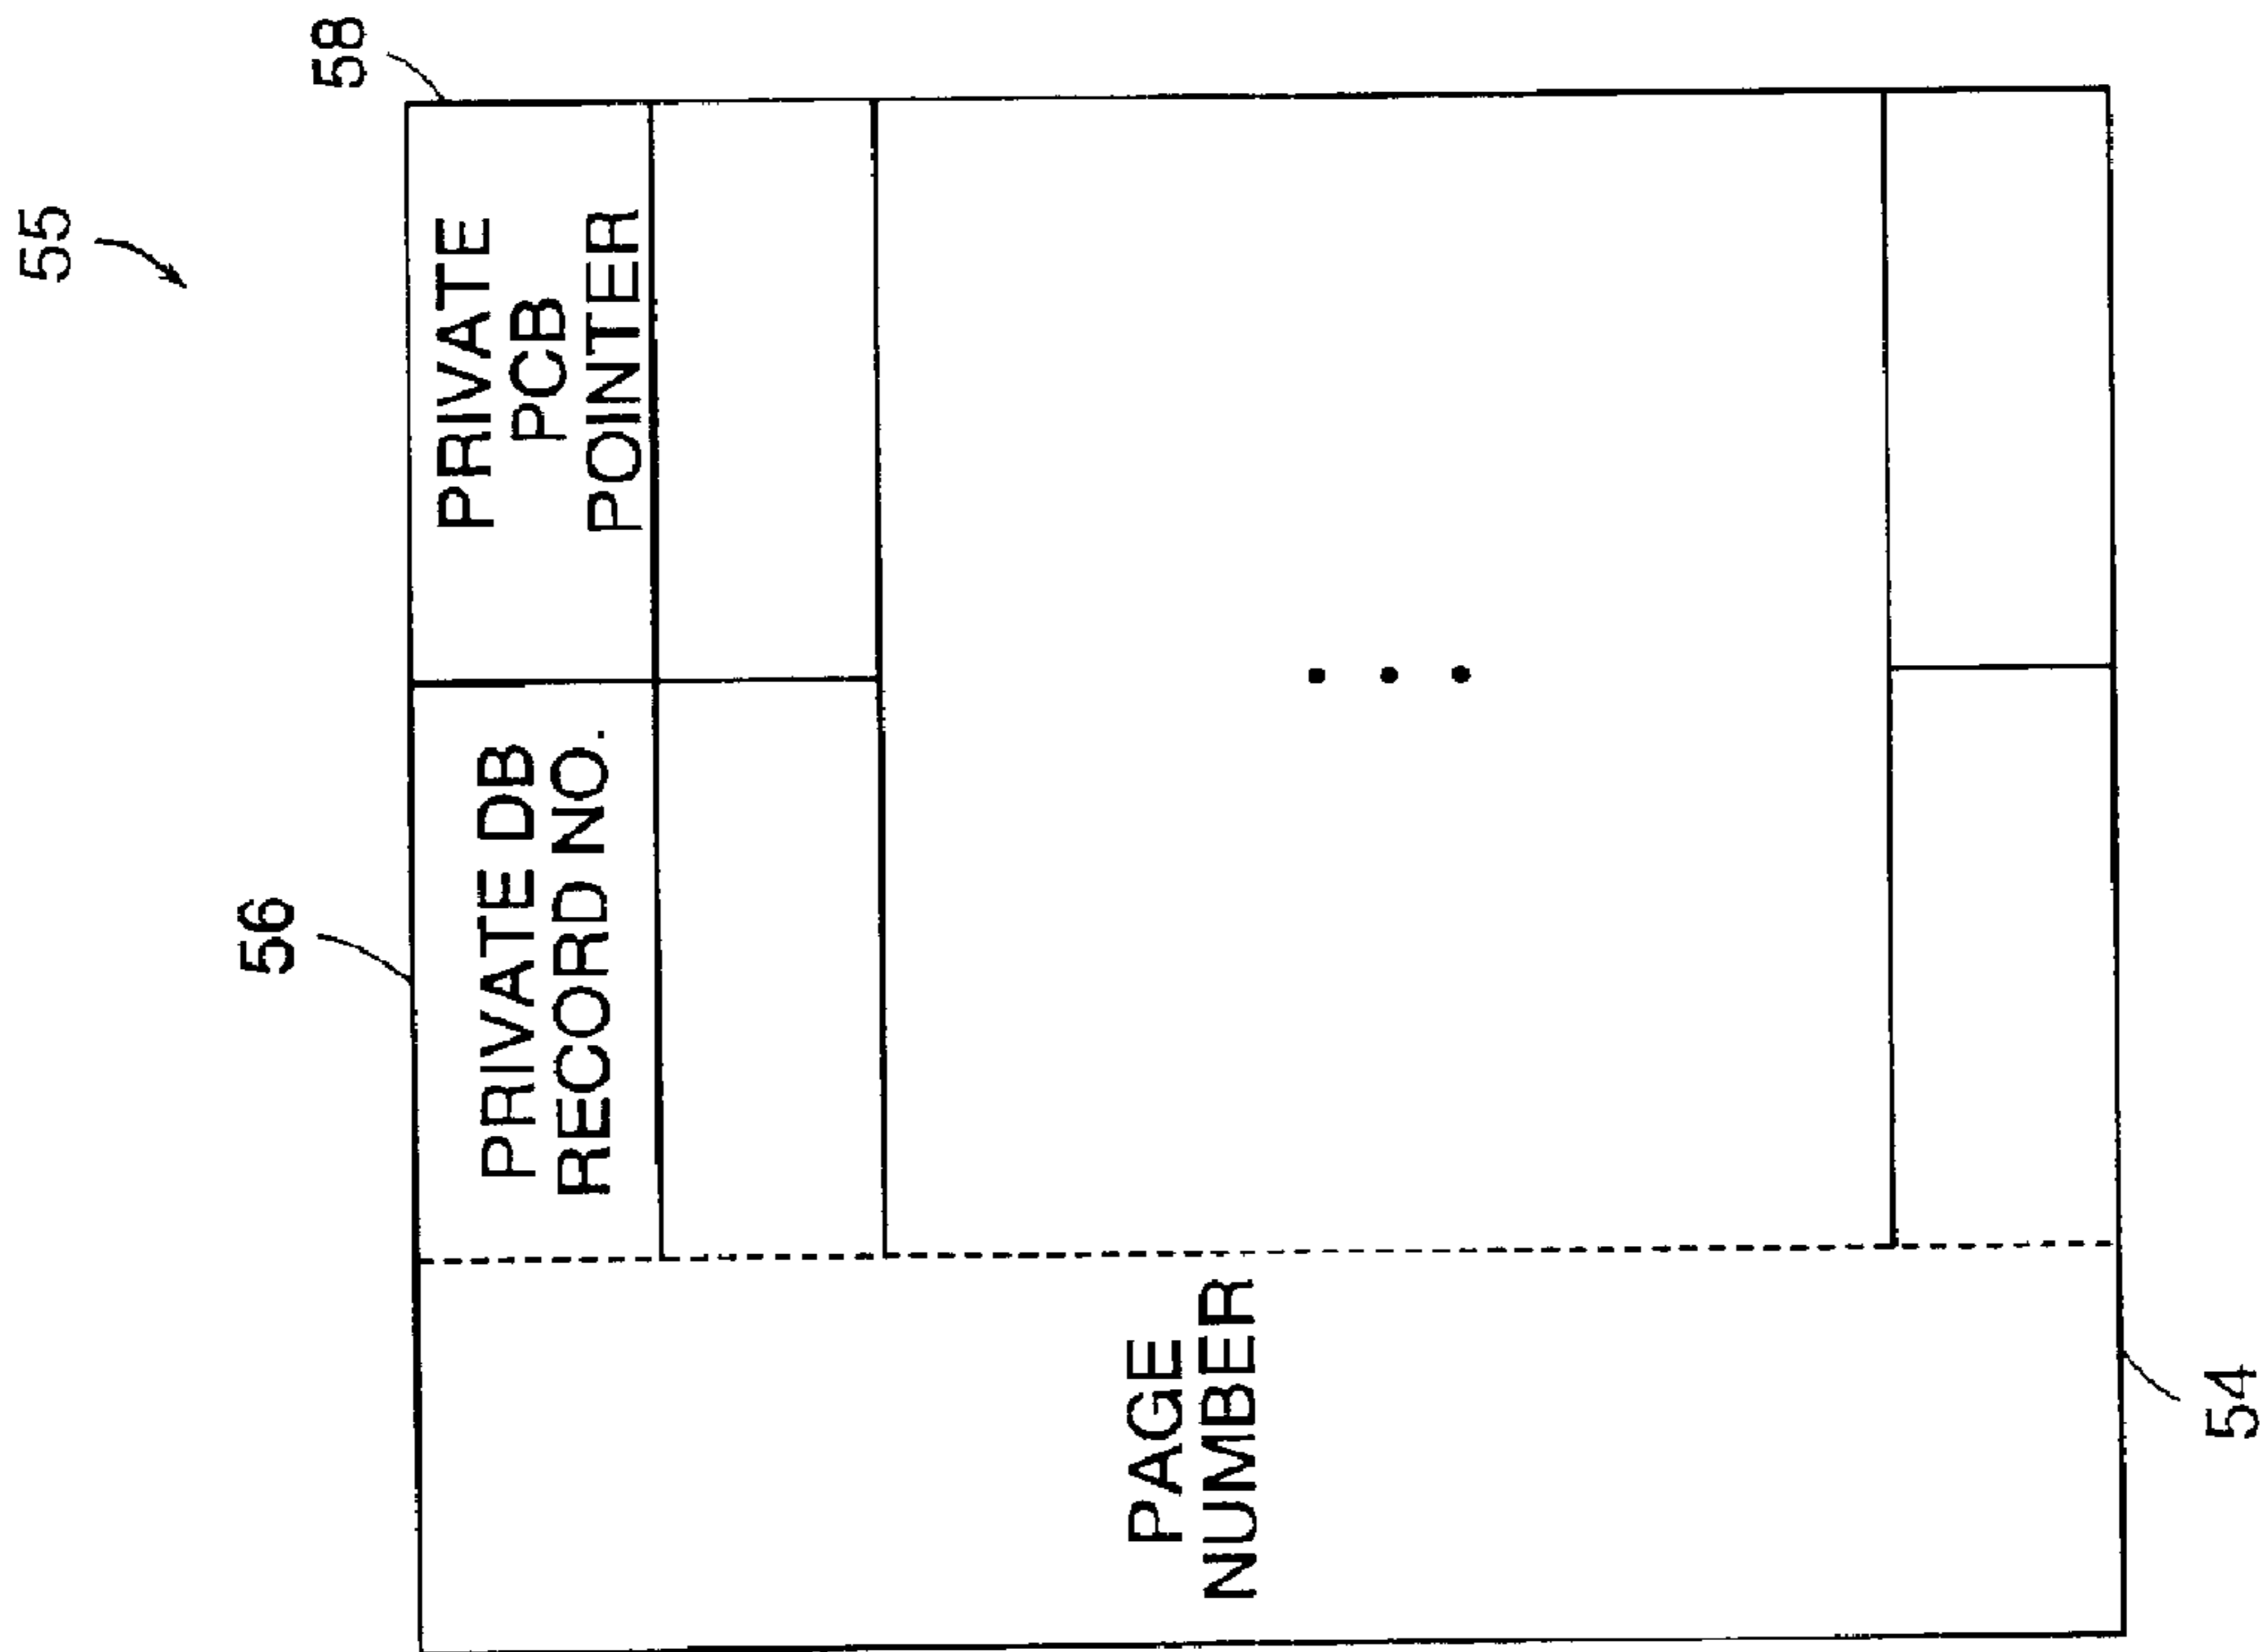 55
58
56
PRIVATE DB
RECORD NO.
PRIVATE
PCB
POINTER
PAGE
NUMBER
54